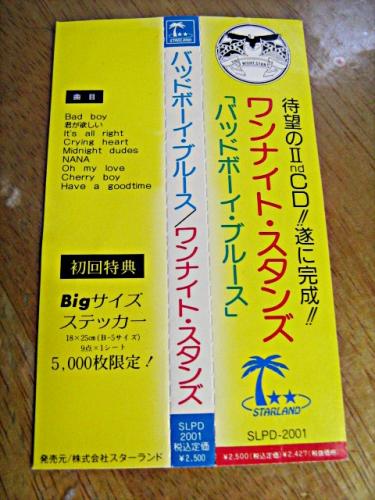 待望のⅡndCD!!遂に完成!!
ワンナイト・スタンズ
「バッドボーイ・ブルース」
STARLAND
SLPD-2001
￥2,500(税込定価) ￥2,427(税抜価格)
STARLAND
バッドボーイ・ブルース/ワンナイト・スタンズ
SLPD
2001
税込定価
￥2,500
曲目
Bad boy
君が欲しい
It's all right
Crying heart
Midnight dudes
NANA
Oh my love
Cherry boy
Have a goodtime
初回特典
Bigサイズ
ステッカー
18×25㎝(B-5サイズ)
9点×1シート
5,000枚限定!
発売元/株式会社スターランド